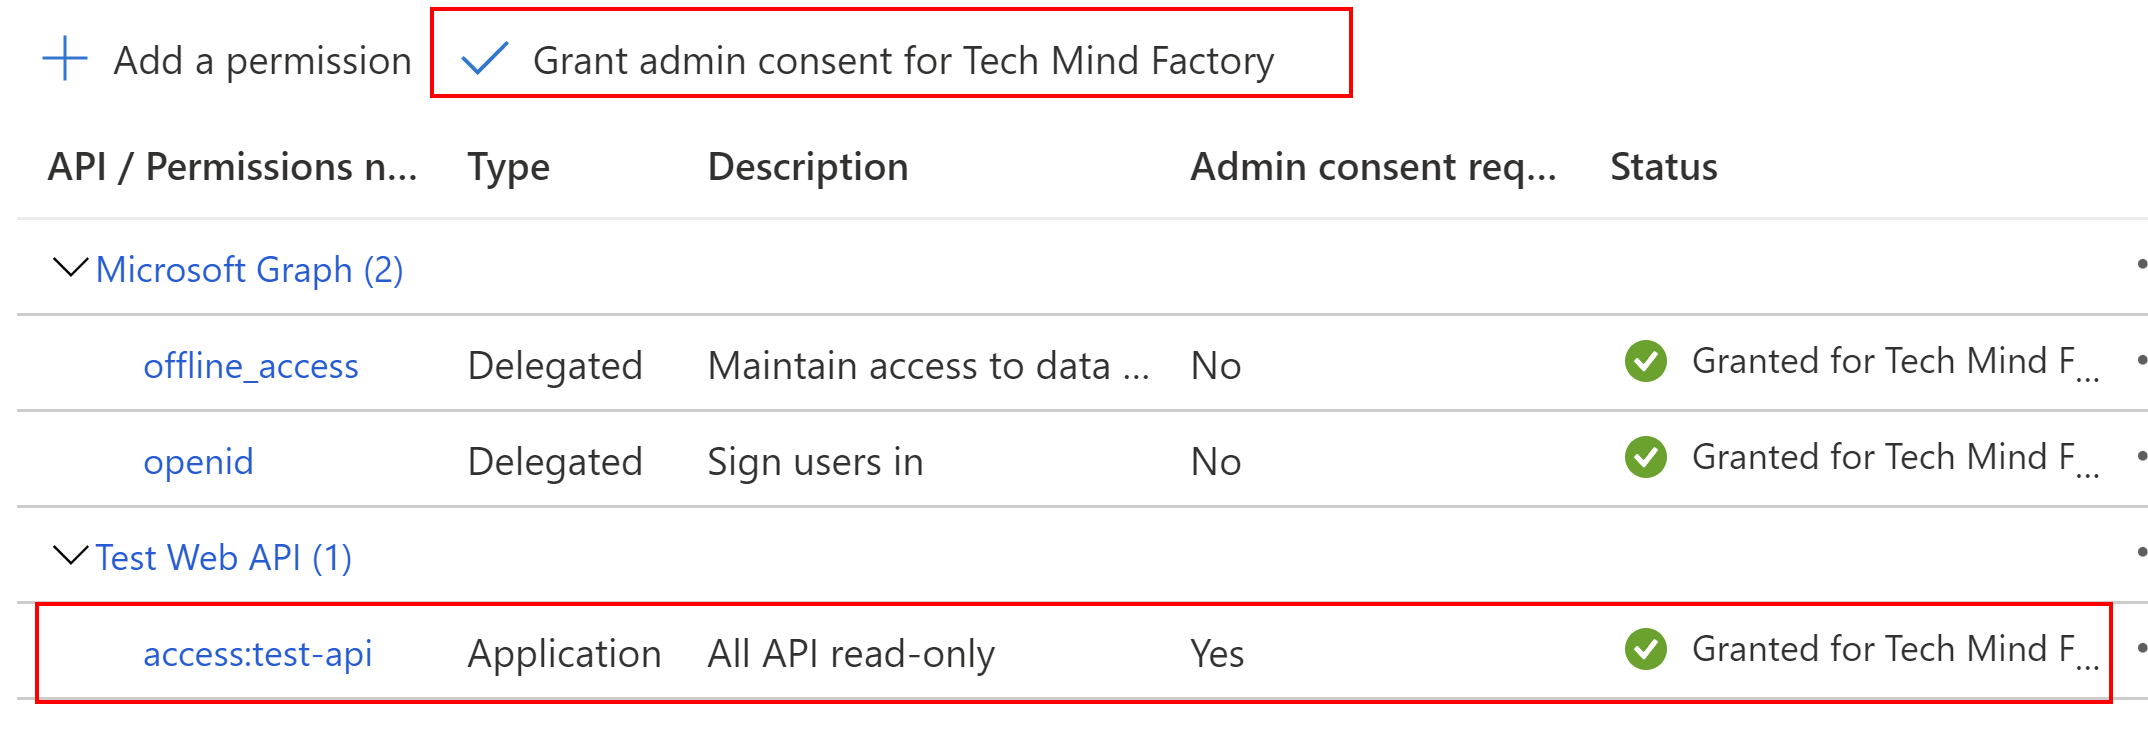 Add a permission Grant admin consent for Tech Mind Factory
API / Permissions n... Type Description Admin consent req... Status
Microsoft Graph (2)
offline_access Delegated Maintain access to data ... No Granted for Tech Mind F...
openid Delegated Sign users in No Granted for Tech Mind F...
Test Web API (1)
access:test-api Application All API read-only Yes Granted for Tech Mind F...